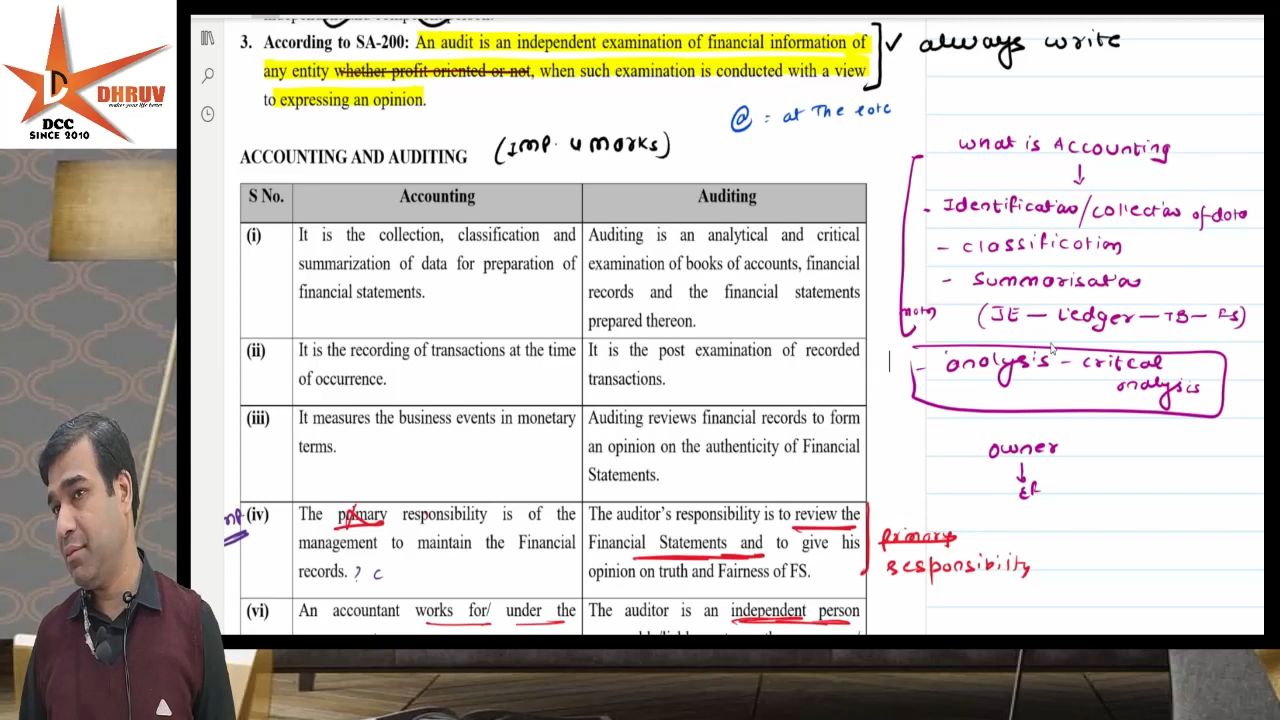 DHRUV
make your life better
DCC
SINCE 2010
3. According to SA-200: An audit is an independent examination of financial information of
any entity whether profit oriented or not, when such examination is conducted with a view
to expressing an opinion.
always write
@ = at The
ACCOUNTING AND AUDITING (IMP. 4 marks)
S No. Accounting Auditing
(i) It is the collection, classification and
summarization of data for preparation of
financial statements.
Auditing is an analytical and critical
examination of books of accounts, financial
records and the financial statements
prepared thereon.
(ii) It is the recording of transactions at the time
of occurrence.
It is the post examination of recorded
transactions.
(iii) It measures the business events in monetary
terms.
Auditing reviews financial records to form
an opinion on the authenticity of Financial
Statements.
(iv) The primary responsibility is of the
management to maintain the Financial
records. ? c
The auditor's responsibility is to review the
Financial Statements and to give his
opinion on truth and Fairness of FS.
(vi) An accountant works for/ under the
The auditor is an independent person
What is Accounting
- Identification/collection of data
- classification
- Summarisation
(JE - Ledger - TB - FS)
- analysis - critcal
analysis
owner
primary
responsibility